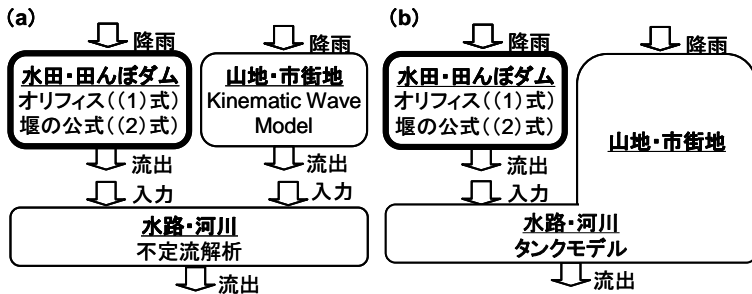 (a)
降雨
降雨
水田・田んぼダム
オリフィス((1)式)
堰の公式((2)式)
山地・市街地
Kinematic Wave
Model
流出
流出
入力
入力
水路・河川
不定流解析
流出
(b)
降雨
降雨
水田・田んぼダム
オリフィス((1)式)
堰の公式((2)式)
山地・市街地
流出
入力
水路・河川
タンクモデル
流出